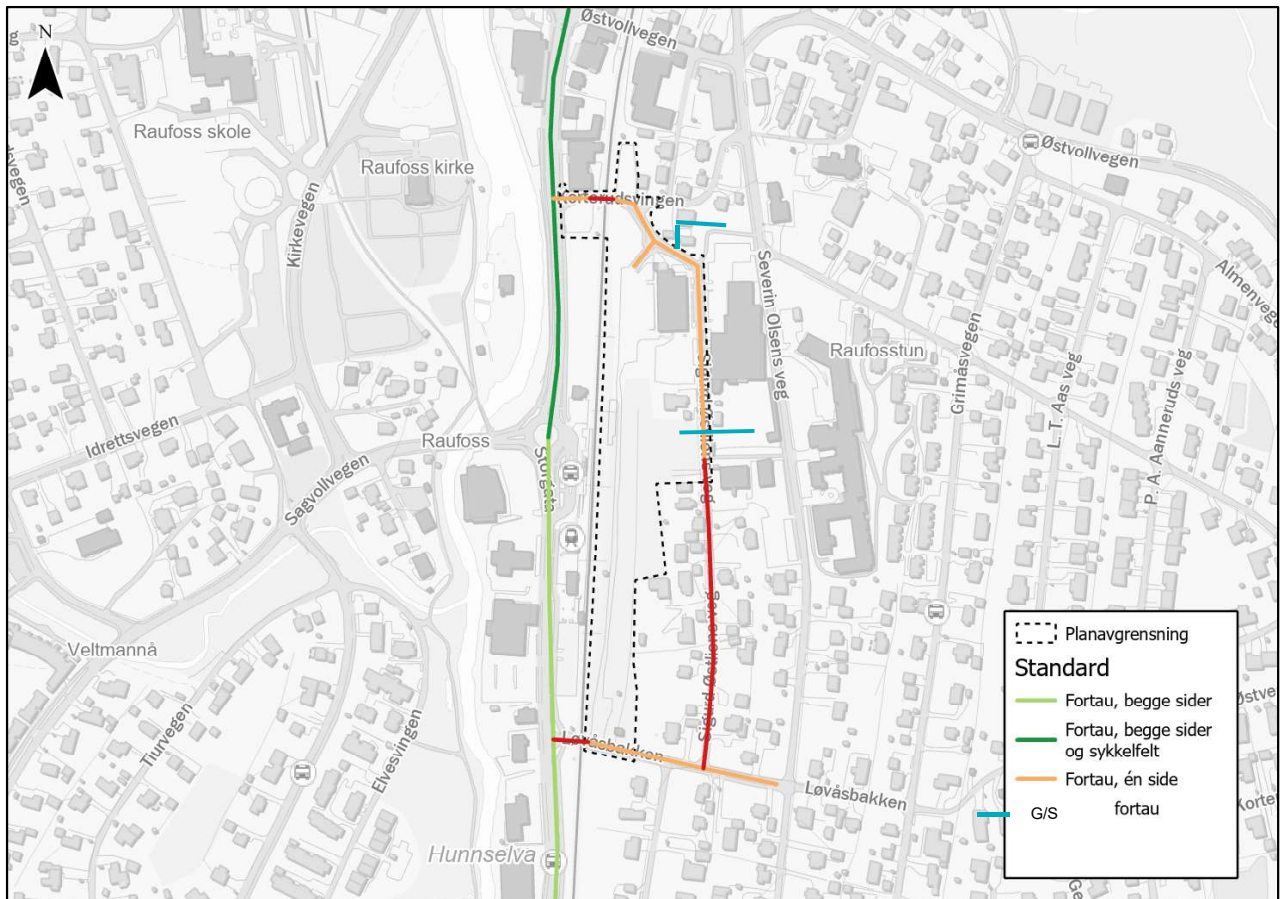 N
Østvollvegen
Raufoss skole
Raufoss kirke
Østvollvegen
Kirkevegen
Almenvege
Severin Olsens veg
Raufosstun
Grimåsvegen
L.T. Aas veg
P. A. Aanneruds veg
Idrettsvegen
Raufoss
Sagvollvegen
Storgata
Veltmannå
Tiurvegen
Elvesvingen
Sigurd Østliens veg
Løvåsbakken
Løvåsbakken
Hunnselva
Planavgrensning
Standard
Fortau, begge sider
Fortau, begge sider
og sykkelfelt
Fortau, én side
G/S fortau